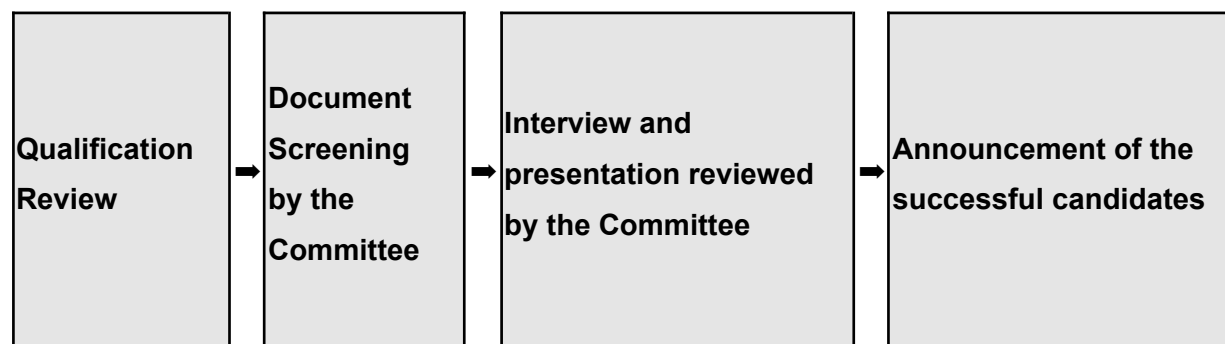 Qualification
Review
➡
Document
Screening
by the
Committee
➡
Interview and
presentation reviewed
by the Committee
➡
Announcement of the
successful candidates